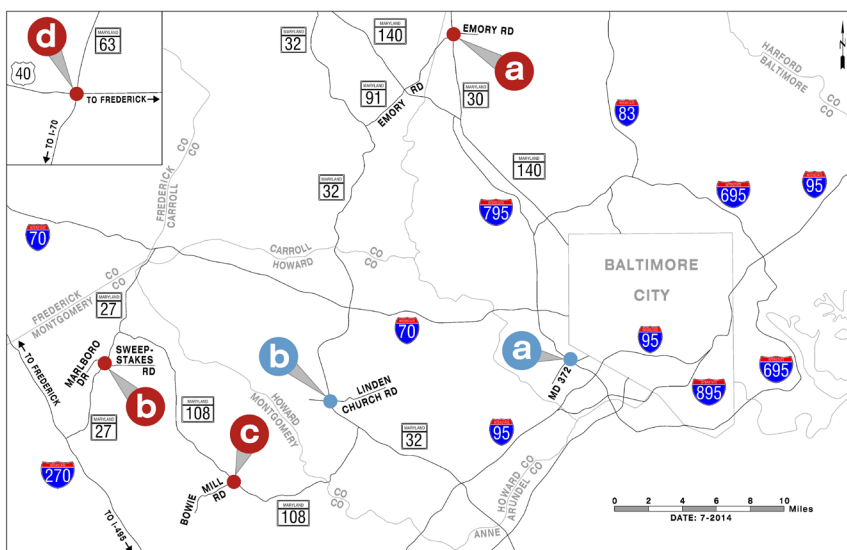 d
MARYLAND
63
40
TO FREDERICK
TO I-70
MARYLAND
32
MARYLAND
140
EMORY RD
a
N
HARFORD CO
BALTIMORE CO
MARYLAND
91
EMORY RD
MARYLAND
30
83
MARYLAND
140
FREDERICK CO
CARROLL CO
MARYLAND
32
795
695
95
70
CARROLL CO
HOWARD CO
BALTIMORE
CITY
FREDERICK CO
MONTGOMERY CO
MARYLAND
27
TO FREDERICK
MARLBORO
DR
SWEEP-
STAKES
RD
b
b
LINDEN
CHURCH RD
70
a
MD 372
95
695
895
MARYLAND
27
MARYLAND
108
HOWARD CO
MONTGOMERY CO
c
MARYLAND
32
95
270
BOWIE MILL
RD
MARYLAND
108
HOWARD CO
ANNE ARUNDEL CO
TO I-495
0 2 4 6 8 10
Miles
DATE: 7-2014